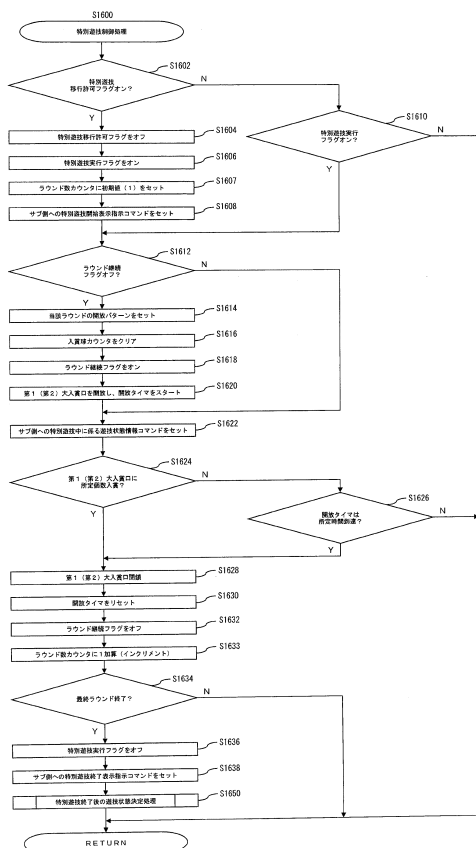 S1600
特別遊技制御処理
S1602
特別遊技
移行許可フラグオン?
N
Y
S1610
特別遊技実行
フラグオン?
N
Y
特別遊技移行許可フラグをオフ
S1604
特別遊技実行フラグをオン
S1606
ラウンド数カウンタに初期値(1)をセット
S1607
サブ側への特別遊技開始表示指示コマンドをセット
S1608
S1612
ラウンド継続
フラグオフ?
N
Y
当該ラウンドの開放パターンをセット
S1614
入賞球カウンタをクリア
S1616
ラウンド継続フラグをオン
S1618
第1(第2)大入賞口を開放し、開放タイマをスタート
S1620
サブ側への特別遊技中に係る遊技状態情報コマンドをセット
S1622
S1624
第1(第2)大入賞口に
所定個数入賞?
N
Y
S1626
開放タイマは
所定時間到達?
N
Y
第1(第2)大入賞口閉鎖
S1628
開放タイマをリセット
S1630
ラウンド継続フラグをオフ
S1632
ラウンド数カウンタに1加算(インクリメント)
S1633
S1634
最終ラウンド終了?
N
Y
特別遊技実行フラグをオフ
S1636
サブ側への特別遊技終了表示指示コマンドをセット
S1638
特別遊技終了後の遊技状態決定処理
S1650
RETURN